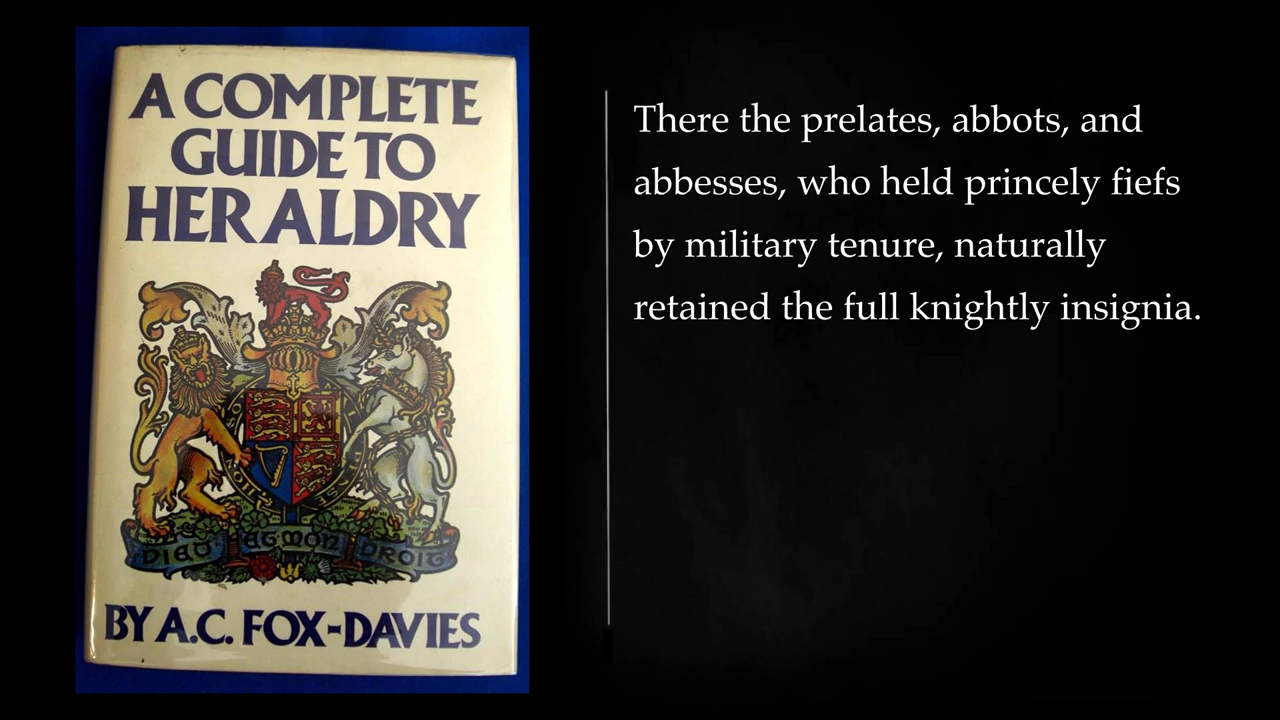 A COMPLETE
GUIDE TO
HERALDRY
DIEU ET MON DROIT
BY A.C. FOX-DAVIES
There the prelates, abbots, and
abbesses, who held princely fiefs
by military tenure, naturally
retained the full knightly insignia.